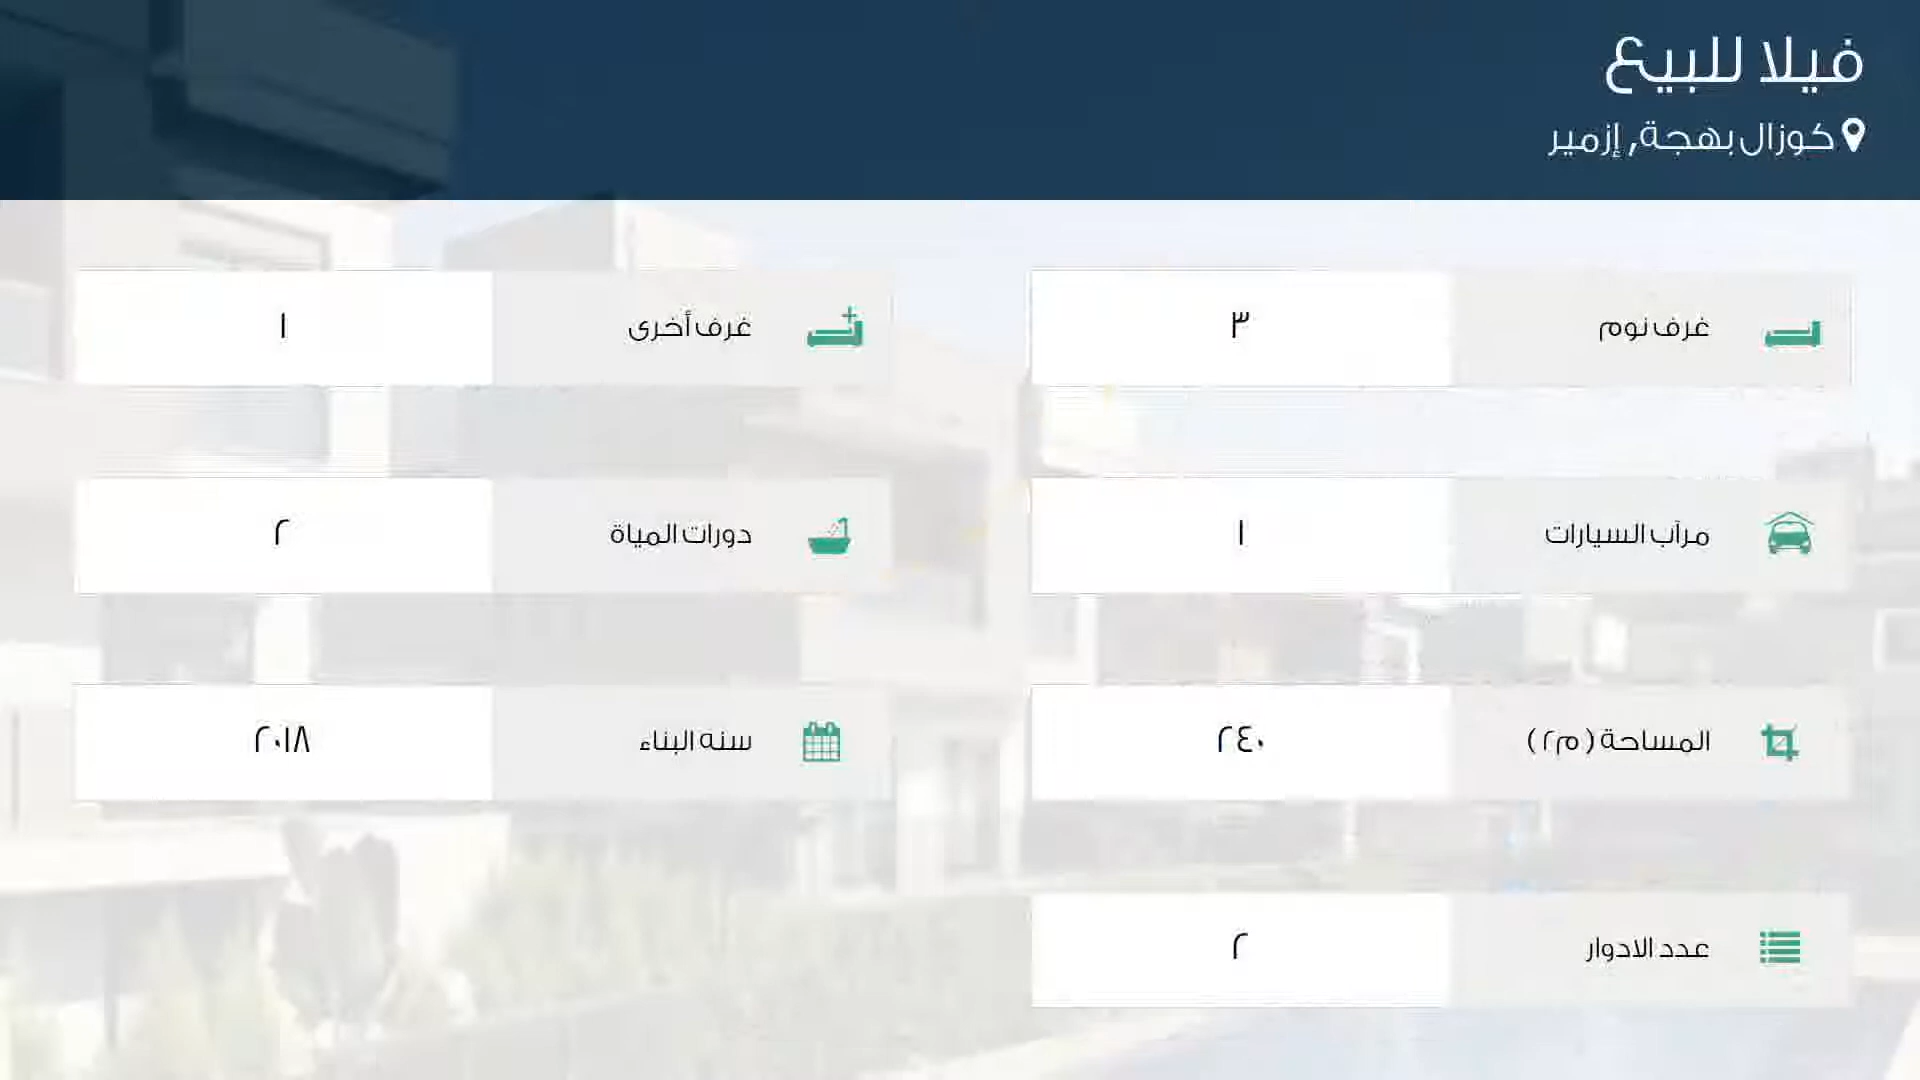 فيلا للبيع
كوزال بهجة, إزمير
غرف نوم ٣
غرف أخرى ١
مرآب السيارات ١
دورات المياة ٢
المساحة ( م٢ ) ٢٤٠
سنه البناء ٢٠١٨
عدد الادوار ٢